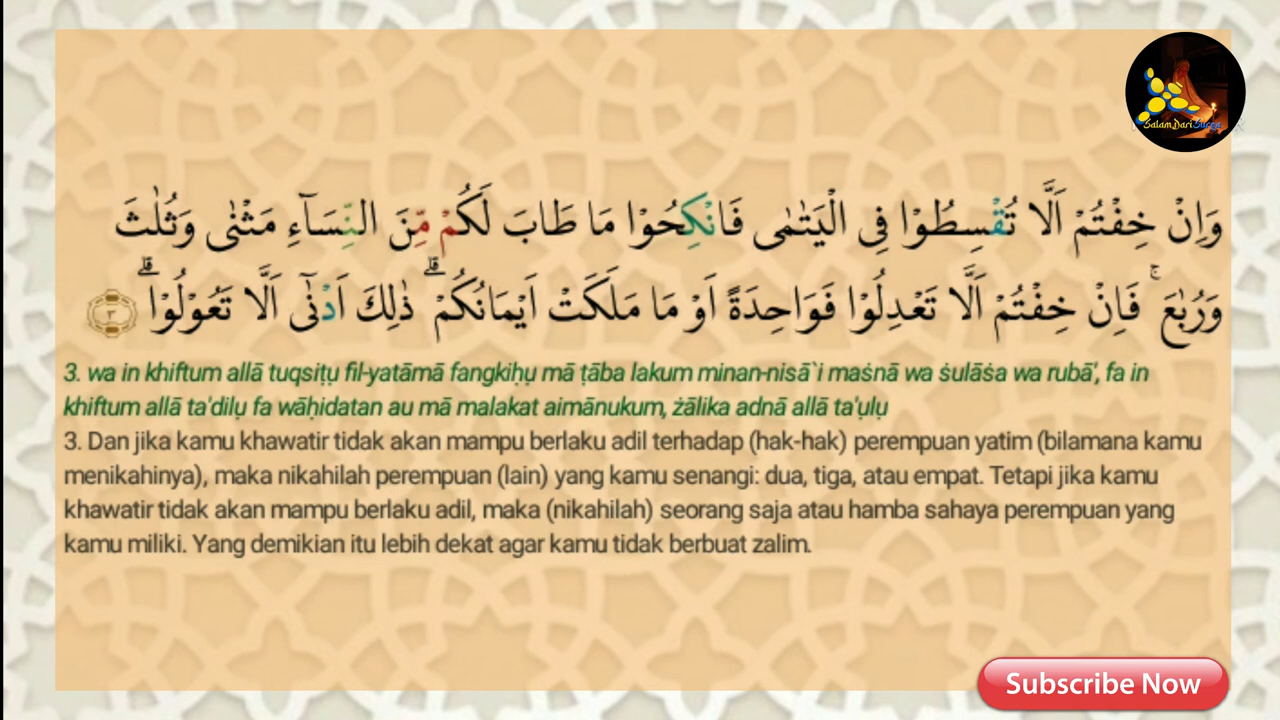 SalamDariSurga
وَاِنْ خِفْتُمْ اَلَّا تُقْسِطُوْا فِى الْيَتٰمٰى فَانْكِحُوْا مَا طَابَ لَكُمْ مِّنَ النِّسَاۤءِ مَثْنٰى وَثُلٰثَ
وَرُبٰعَ ۚ فَاِنْ خِفْتُمْ اَلَّا تَعْدِلُوْا فَوَاحِدَةً اَوْ مَا مَلَكَتْ اَيْمَانُكُمْ ۗ ذٰلِكَ اَدْنٰٓى اَلَّا تَعُوْلُوْا ۗ ٣
3. wa in khiftum allā tuqsiṭụ fil-yatāmā fangkiḥụ mā ṭāba lakum minan-nisā`i maṡnā wa ṡulāṡa wa rubā', fa in
khiftum allā ta'dilụ fa wāḥidatan au mā malakat aimānukum, żālika adnā allā ta'ụlụ
3. Dan jika kamu khawatir tidak akan mampu berlaku adil terhadap (hak-hak) perempuan yatim (bilamana kamu
menikahinya), maka nikahilah perempuan (lain) yang kamu senangi: dua, tiga, atau empat. Tetapi jika kamu
khawatir tidak akan mampu berlaku adil, maka (nikahilah) seorang saja atau hamba sahaya perempuan yang
kamu miliki. Yang demikian itu lebih dekat agar kamu tidak berbuat zalim.
Subscribe Now